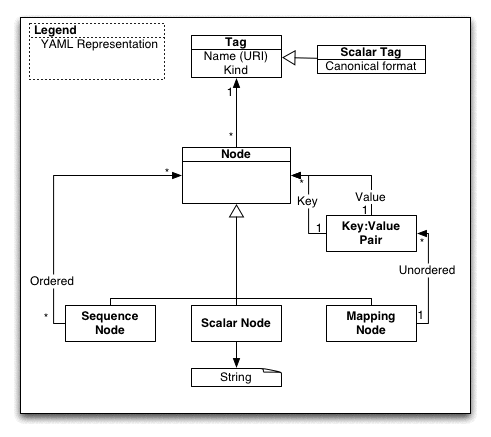 Legend
YAML Representation
Tag
Name (URI)
Kind
Scalar Tag
Canonical format
1
*
Node
*
*
Key
Value
1
1
Key:Value
Pair
*
Ordered
Unordered
*
Sequence
Node
Scalar Node
Mapping
Node
1
String